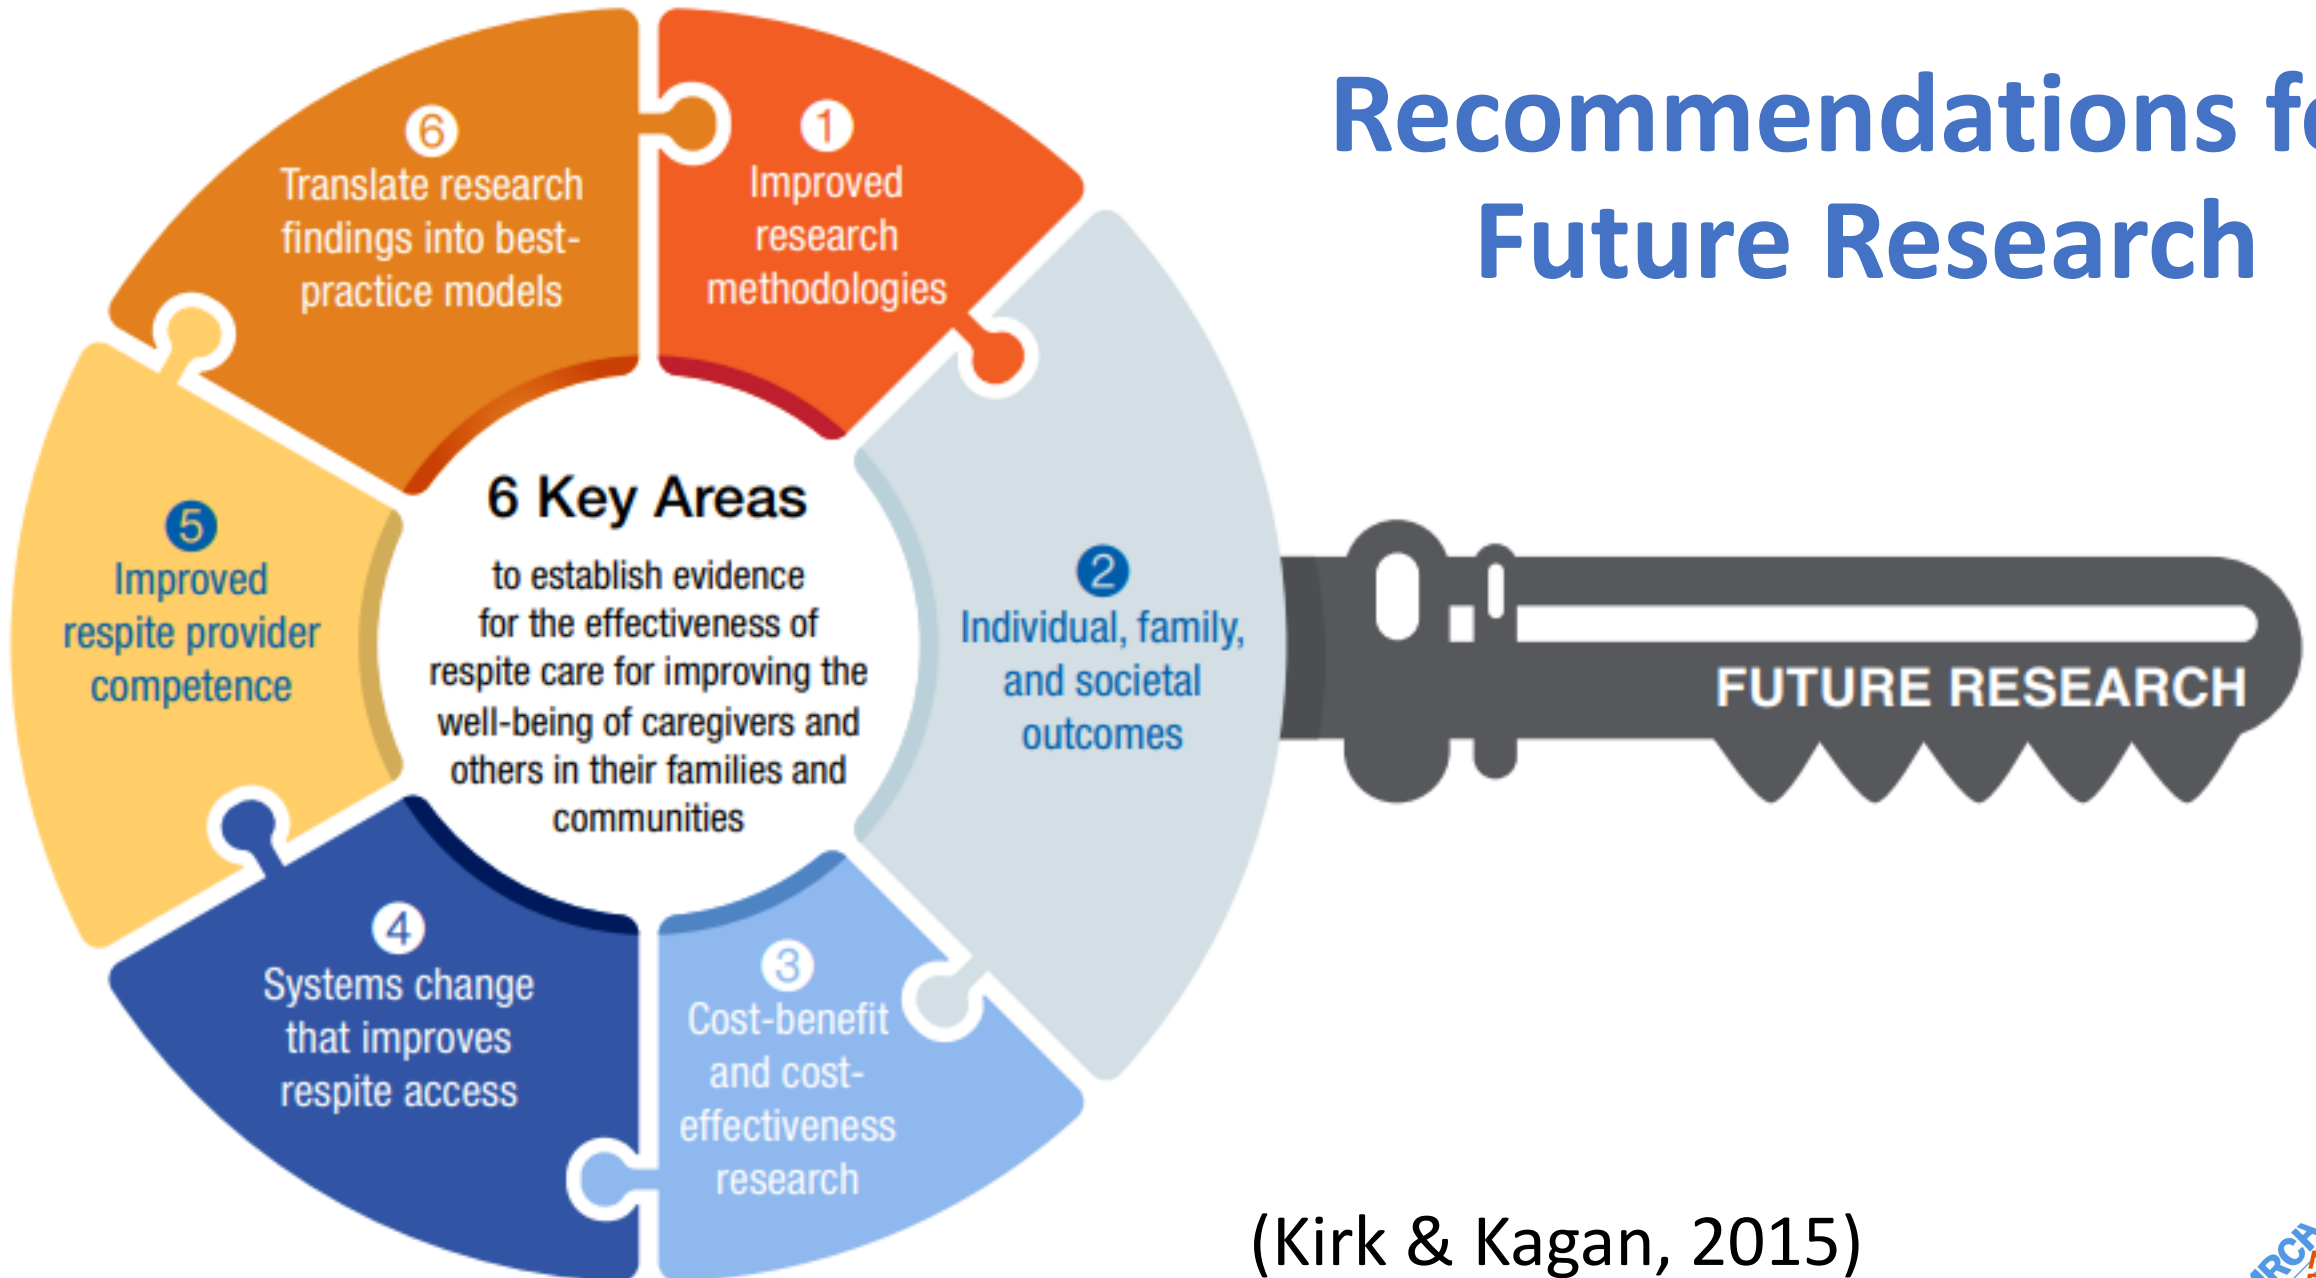 Recommendations fo
Future Research
1
Improved
research
methodologies
2
Individual, family,
and societal
outcomes
3
Cost-benefit
and cost-
effectiveness
research
4
Systems change
that improves
respite access
5
Improved
respite provider
competence
6
Translate research
findings into best-
practice models
6 Key Areas
to establish evidence
for the effectiveness of
respite care for improving the
well-being of caregivers and
others in their families and
communities
FUTURE RESEARCH
(Kirk & Kagan, 2015)